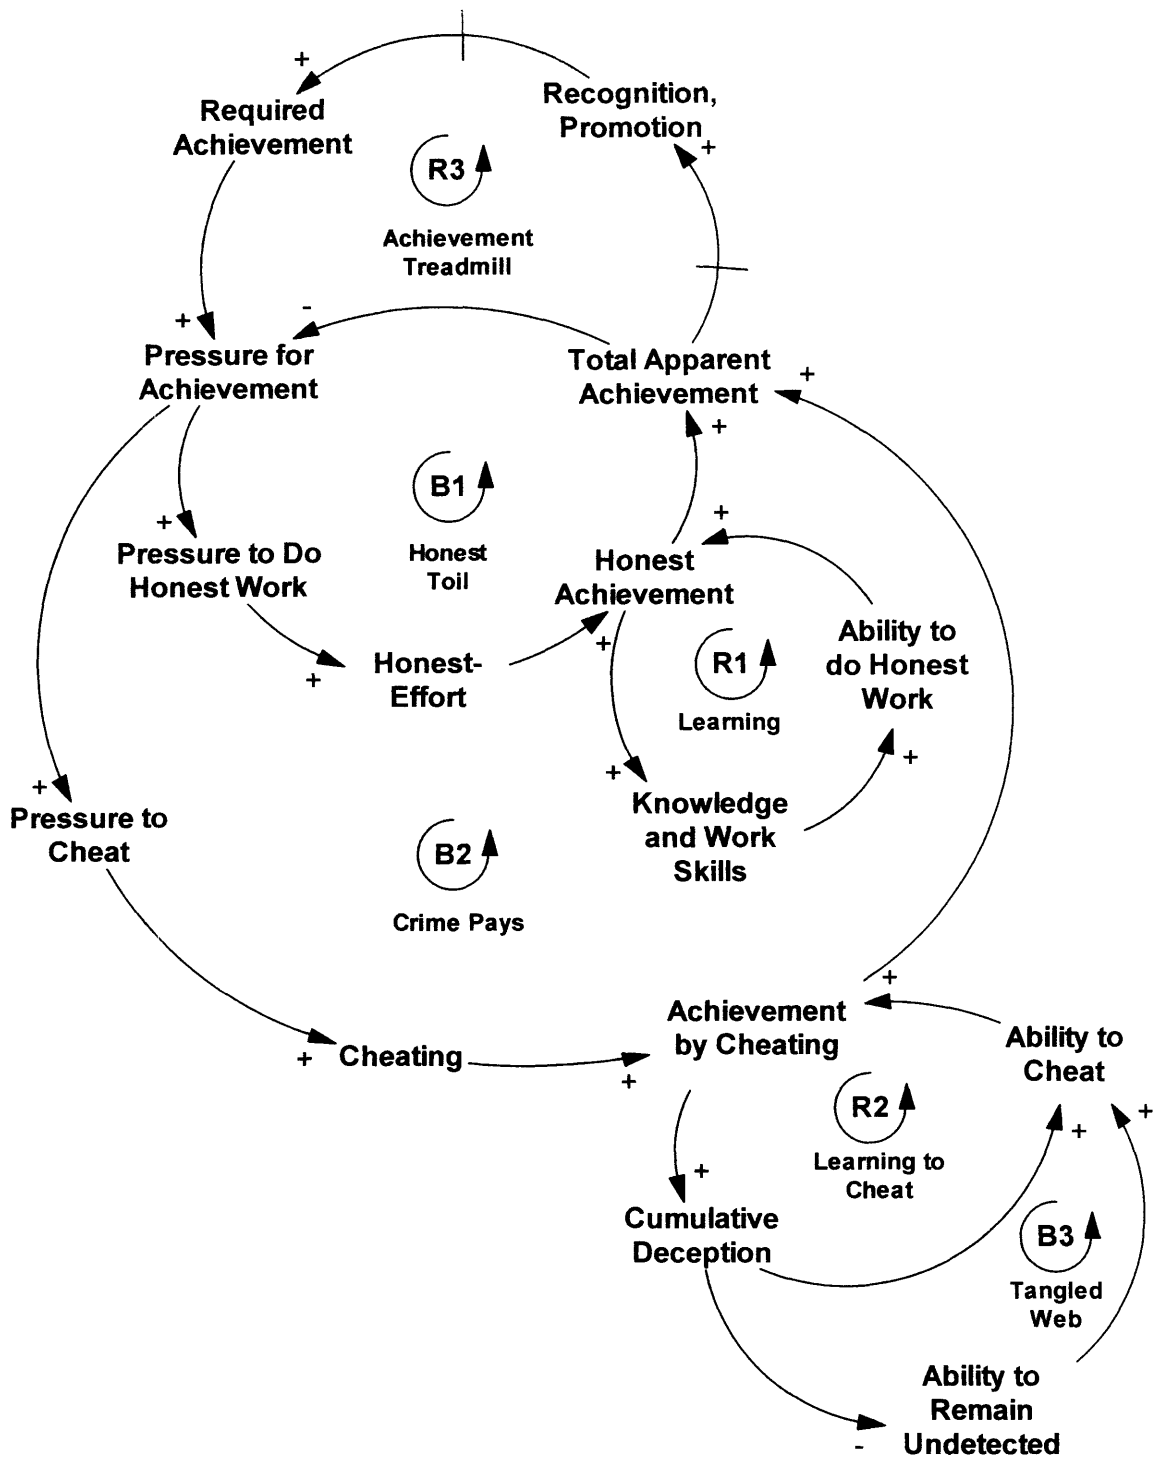 +
Required
Achievement
Recognition,
Promotion
+
R3
Achievement
Treadmill
+
-
Pressure for
Achievement
Total Apparent
Achievement
+
+
B1
Honest
Toil
+
Pressure to Do
Honest Work
+
Honest
Achievement
+
Honest-
Effort
+
R1
Learning
Ability to
do Honest
Work
+
+
Knowledge
and Work
Skills
+
Pressure to
Cheat
B2
Crime Pays
+
Cheating
+
Achievement
by Cheating
+
Ability to
Cheat
R2
Learning to
Cheat
+
+
+
Cumulative
Deception
B3
Tangled
Web
-
Ability to
Remain
Undetected